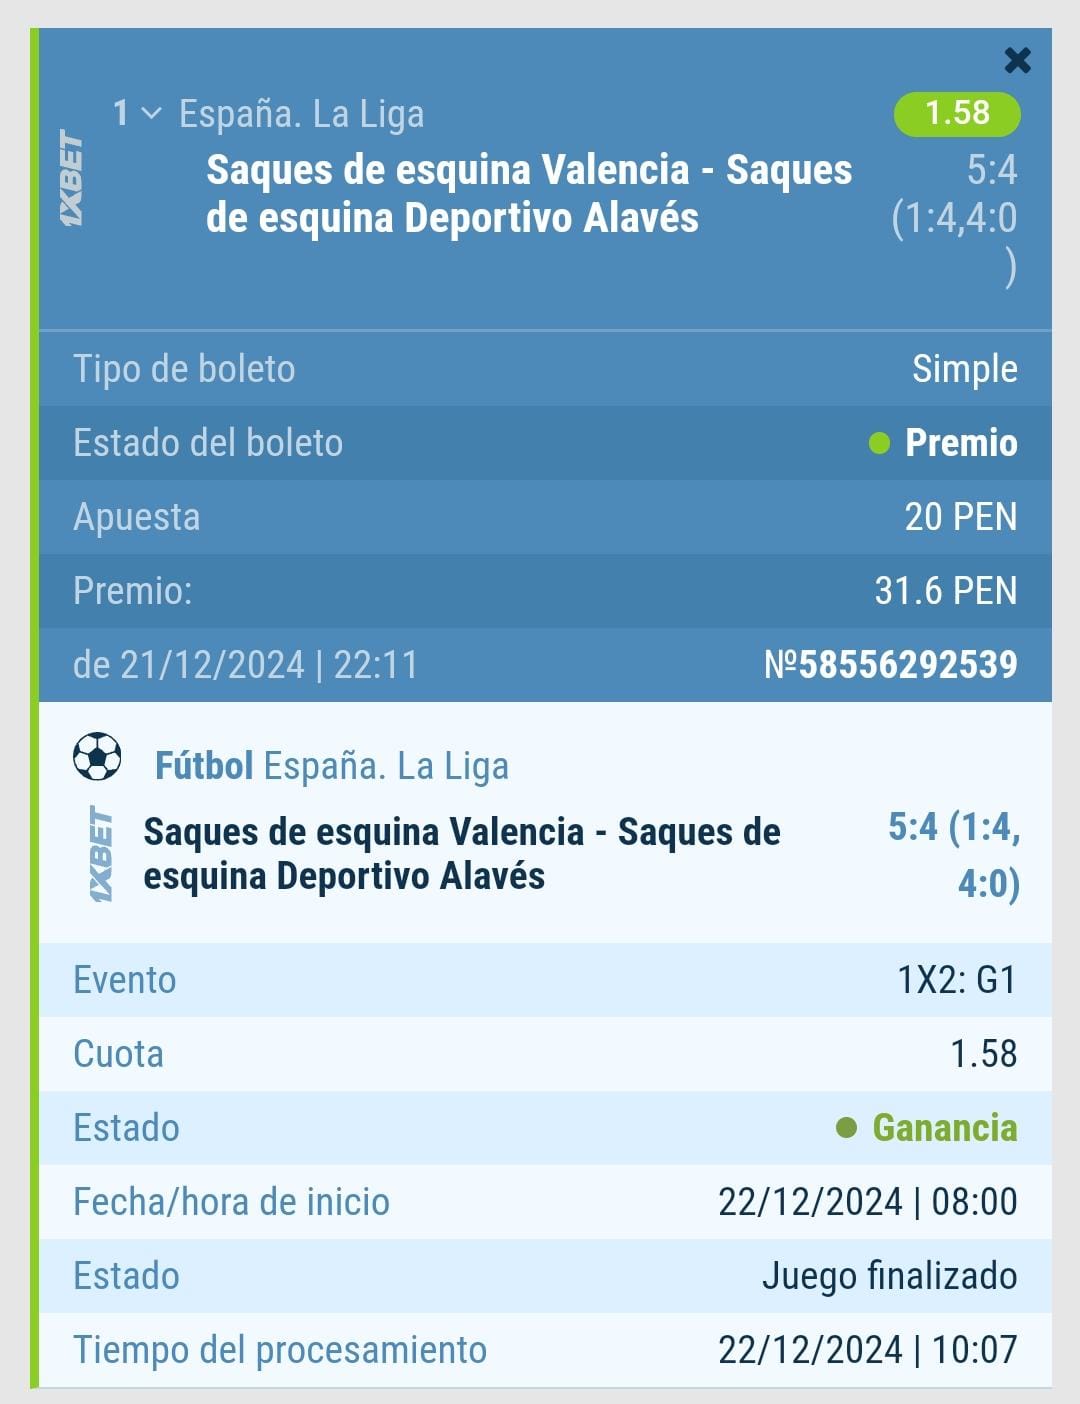 1 España. La Liga 1.58
1XBET
Saques de esquina Valencia - Saques 5:4
de esquina Deportivo Alavés (1:4,4:0
)
Tipo de boleto Simple
Estado del boleto Premio
Apuesta 20 PEN
Premio: 31.6 PEN
de 21/12/2024 | 22:11 №58556292539
Fútbol España. La Liga
1XBET
Saques de esquina Valencia - Saques de 5:4 (1:4,
esquina Deportivo Alavés 4:0)
Evento 1X2: G1
Cuota 1.58
Estado Ganancia
Fecha/hora de inicio 22/12/2024 | 08:00
Estado Juego finalizado
Tiempo del procesamiento 22/12/2024 | 10:07